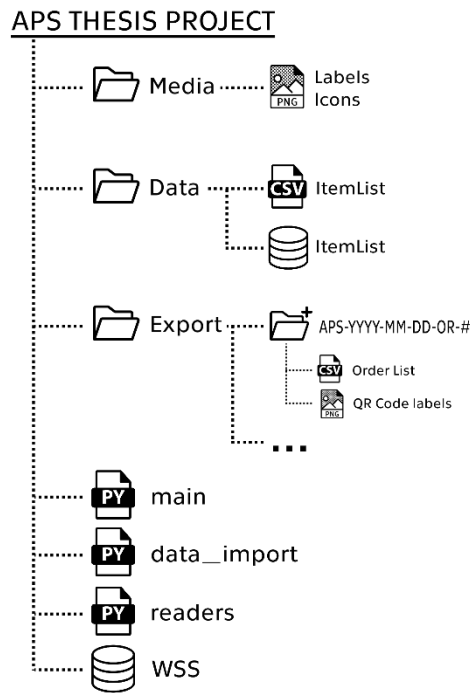 APS THESIS PROJECT
Media
PNG
Labels
Icons
Data
CSV
ItemList
ItemList
Export
APS-YYYY-MM-DD-OR-#
CSV
Order List
PNG
QR Code labels
...
PY
main
PY
data_import
PY
readers
WSS